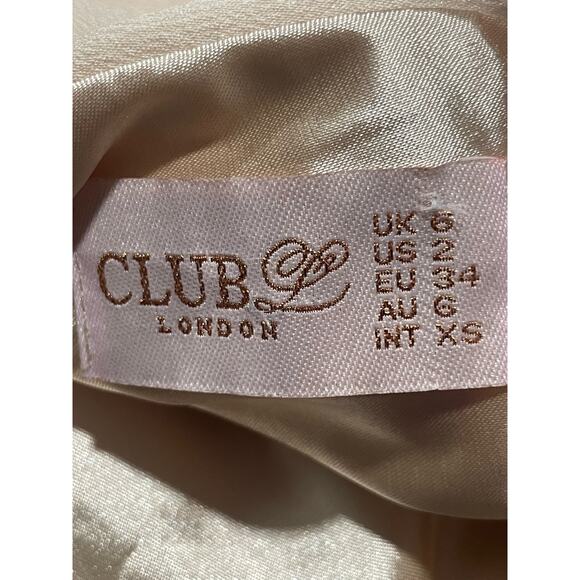 CLUB L
LONDON
UK 6
US 2
EU 34
AU 6
INT XS